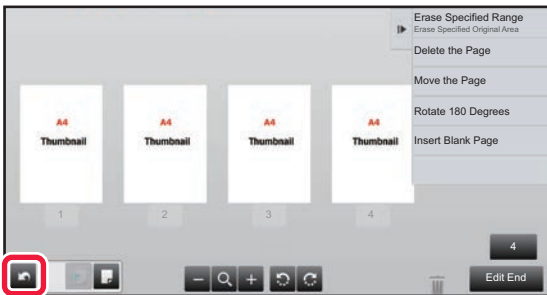 Erase Specified Range
Erase Specified Original Area
Delete the Page
Move the Page
Rotate 180 Degrees
Insert Blank Page
A4 A4 A4 A4
Thumbnail Thumbnail Thumbnail Thumbnail
1 2 3 4
4
Edit End